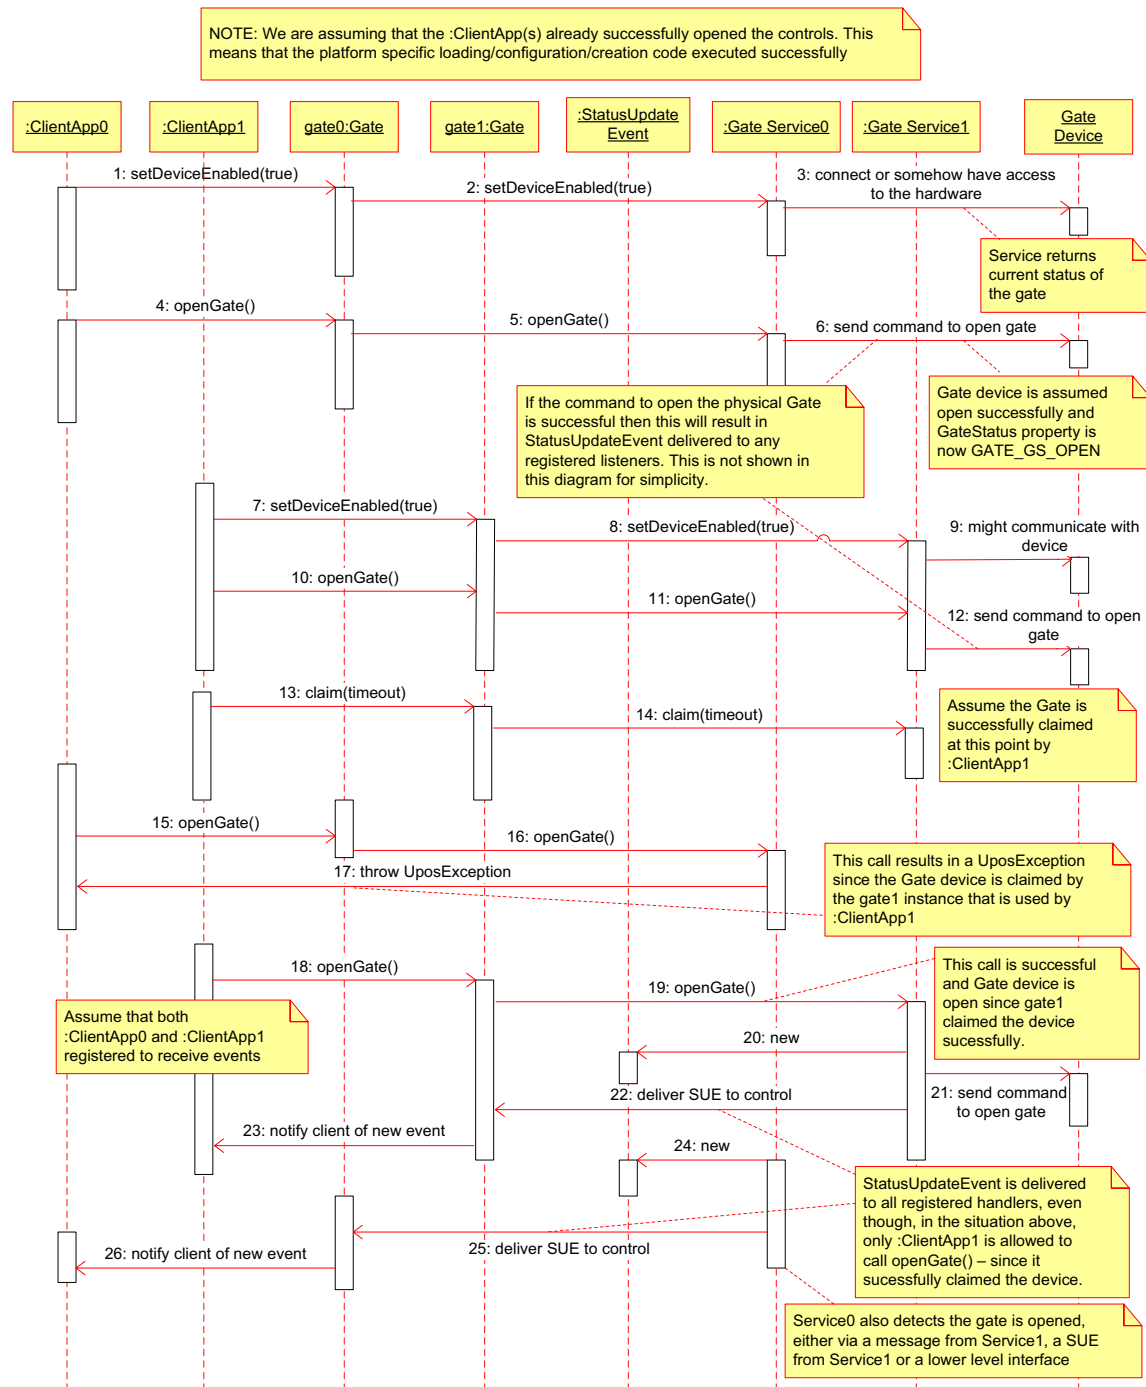 NOTE: We are assuming that the :ClientApp(s) already successfully opened the controls. This
means that the platform specific loading/configuration/creation code executed successfully
:ClientApp0
:ClientApp1
gate0:Gate
gate1:Gate
:StatusUpdate
Event
:Gate Service0
:Gate Service1
Gate
Device
1: setDeviceEnabled(true)
2: setDeviceEnabled(true)
3: connect or somehow have access
to the hardware
Service returns
current status of
the gate
4: openGate()
5: openGate()
6: send command to open gate
If the command to open the physical Gate
is successful then this will result in
StatusUpdateEvent delivered to any
registered listeners. This is not shown in
this diagram for simplicity.
Gate device is assumed
open successfully and
GateStatus property is
now GATE_GS_OPEN
7: setDeviceEnabled(true)
8: setDeviceEnabled(true)
9: might communicate with
device
10: openGate()
11: openGate()
12: send command to open
gate
13: claim(timeout)
14: claim(timeout)
Assume the Gate is
successfully claimed
at this point by
:ClientApp1
15: openGate()
16: openGate()
17: throw UposException
This call results in a UposException
since the Gate device is claimed by
the gate1 instance that is used by
:ClientApp1
18: openGate()
19: openGate()
This call is successful
and Gate device is
open since gate1
claimed the device
sucessfully.
Assume that both
:ClientApp0 and :ClientApp1
registered to receive events
20: new
21: send command
to open gate
22: deliver SUE to control
23: notify client of new event
24: new
StatusUpdateEvent is delivered
to all registered handlers, even
though, in the situation above,
only :ClientApp1 is allowed to
call openGate() – since it
sucessfully claimed the device.
25: deliver SUE to control
26: notify client of new event
Service0 also detects the gate is opened,
either via a message from Service1, a SUE
from Service1 or a lower level interface